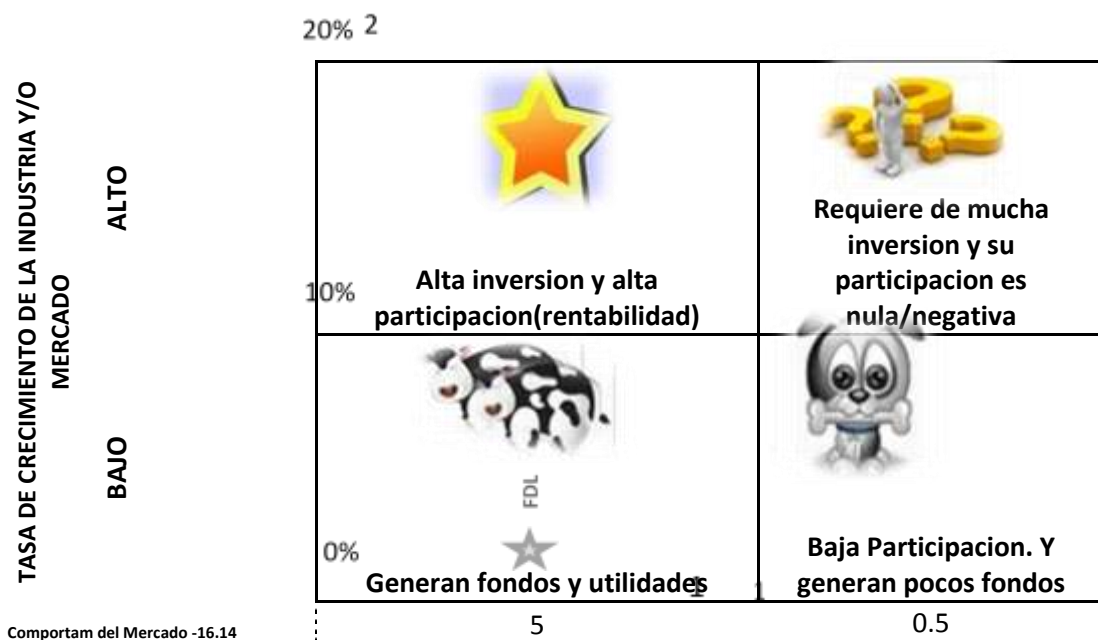 20% 2
TASA DE CRECIMIENTO DE LA INDUSTRIA Y/O
MERCADO
ALTO
Alta inversion y alta
participacion(rentabilidad)
Requiere de mucha
inversion y su
participacion es
nula/negativa
10%
BAJO
FDL
0%
Generan fondos y utilidades
1
1
Baja Participacion. Y
generan pocos fondos
5
0.5
Comportam del Mercado -16.14